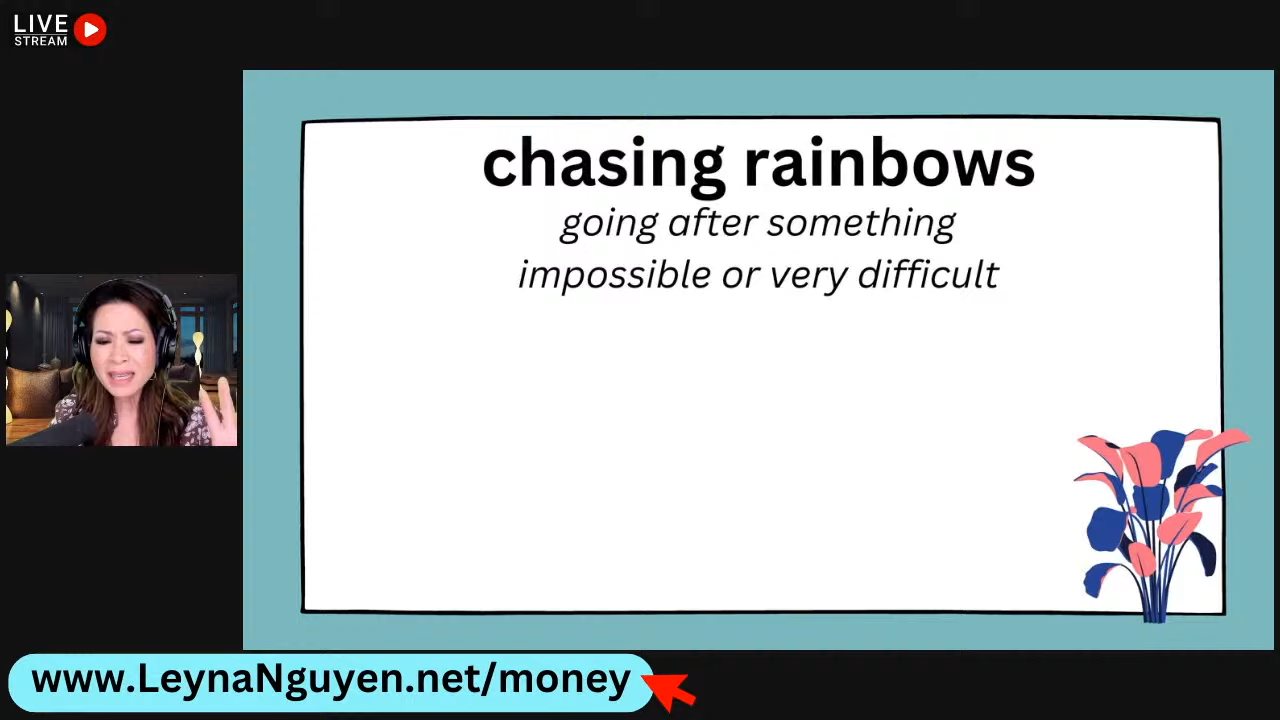 LIVE
STREAM
chasing rainbows
going after something
impossible or very difficult
www.LeynaNguyen.net/money